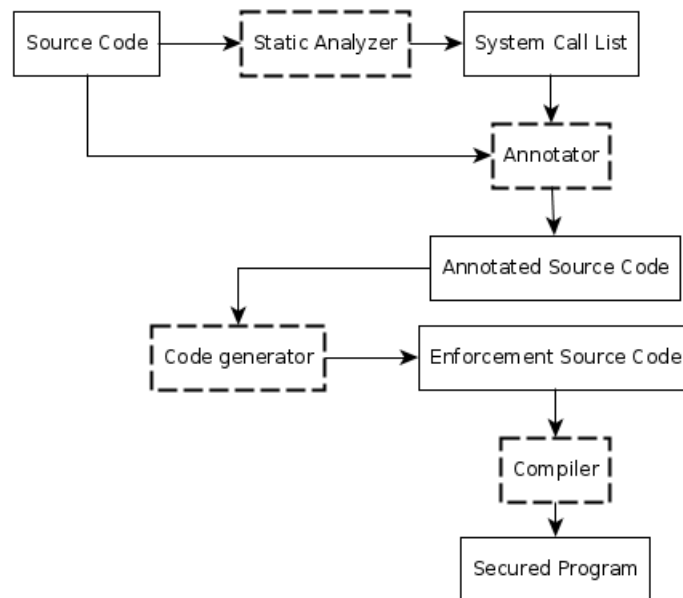 Source Code
Static Analyzer
System Call List
Annotator
Annotated Source Code
Code generator
Enforcement Source Code
Compiler
Secured Program